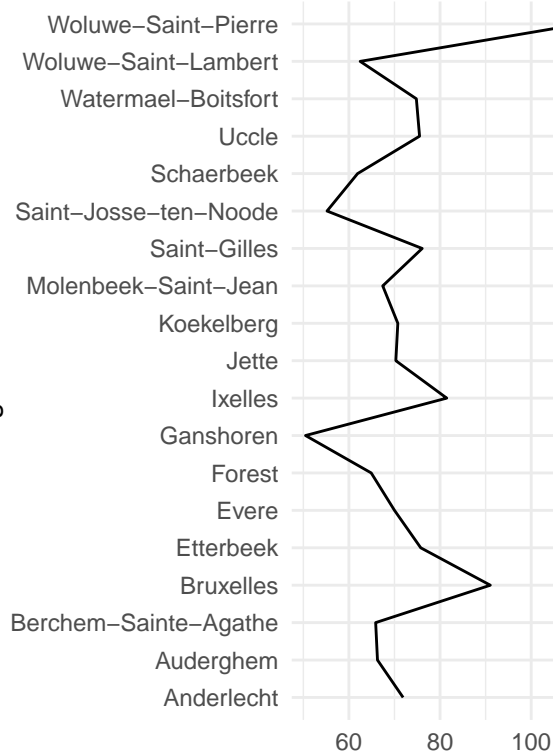 Woluwe−Saint−Pierre
Woluwe−Saint−Lambert
Watermael−Boitsfort
Uccle
Schaerbeek
Saint−Josse−ten−Noode
Saint−Gilles
Molenbeek−Saint−Jean
Koekelberg
Jette
Ixelles
Ganshoren
Forest
Evere
Etterbeek
Bruxelles
Berchem−Sainte−Agathe
Auderghem
Anderlecht
60 80 100